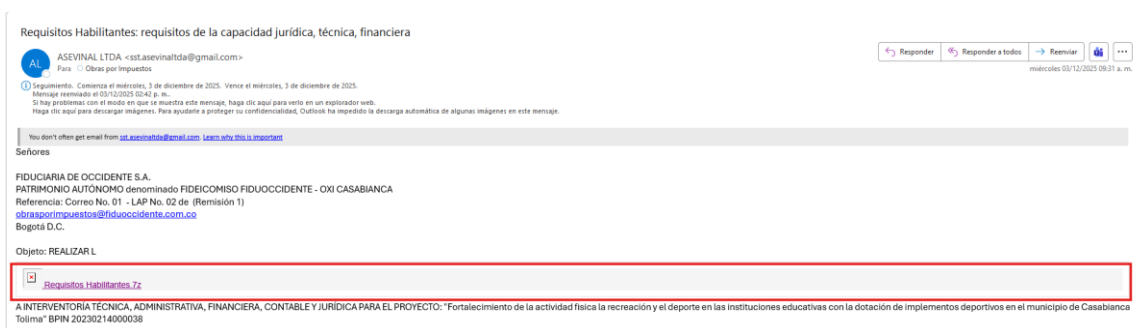 Requisitos Habilitantes: requisitos de la capacidad jurídica, técnica, financiera
AL
ASEVINAL LTDA <sst.asevinaltda@gmail.com>
Para Obras por Impuestos
Responder
Responder a todos
Reenviar
miércoles 03/12/2025 09:31 a. m.
Seguimiento. Comienza el miércoles, 3 de diciembre de 2025. Vence el miércoles, 3 de diciembre de 2025.
Mensaje reenviado el 03/12/2025 02:42 p. m..
Si hay problemas con el modo en que se muestra este mensaje, haga clic aquí para verlo en un explorador web.
Haga clic aquí para descargar imágenes. Para ayudarle a proteger su confidencialidad, Outlook ha impedido la descarga automática de algunas imágenes en este mensaje.
You don't often get email from sst.asevinaltda@gmail.com. Learn why this is important
Señores
FIDUCIARIA DE OCCIDENTE S.A.
PATRIMONIO AUTÓNOMO denominado FIDEICOMISO FIDUOCCIDENTE - OXI CASABIANCA
Referencia: Correo No. 01 - LAP No. 02 de (Remisión 1)
obrasporimpuestos@fiduoccidente.com.co
Bogotá D.C.
Objeto: REALIZAR L
Requisitos Habilitantes 7z
A INTERVENTORÍA TÉCNICA, ADMINISTRATIVA, FINANCIERA, CONTABLE Y JURÍDICA PARA EL PROYECTO: "Fortalecimiento de la actividad física la recreación y el deporte en las instituciones educativas con la dotación de implementos deportivos en el municipio de Casabianca
Tolima" BPIN 20230214000038